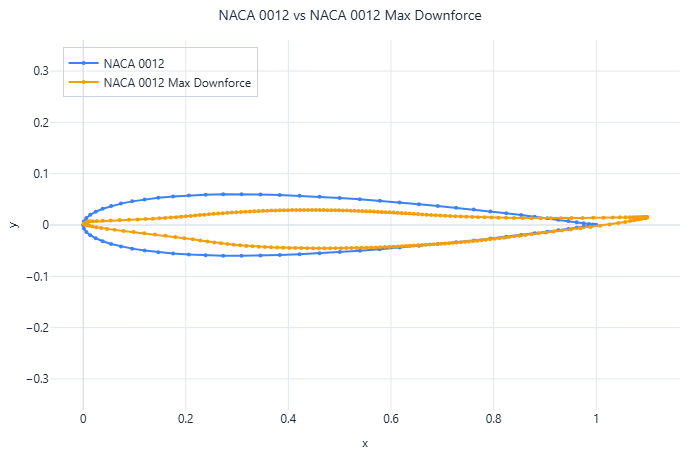 NACA 0012 vs NACA 0012 Max Downforce
NACA 0012
NACA 0012 Max Downforce
0.3
0.2
0.1
0
−0.1
−0.2
−0.3
y
0
0.2
0.4
0.6
0.8
1
x